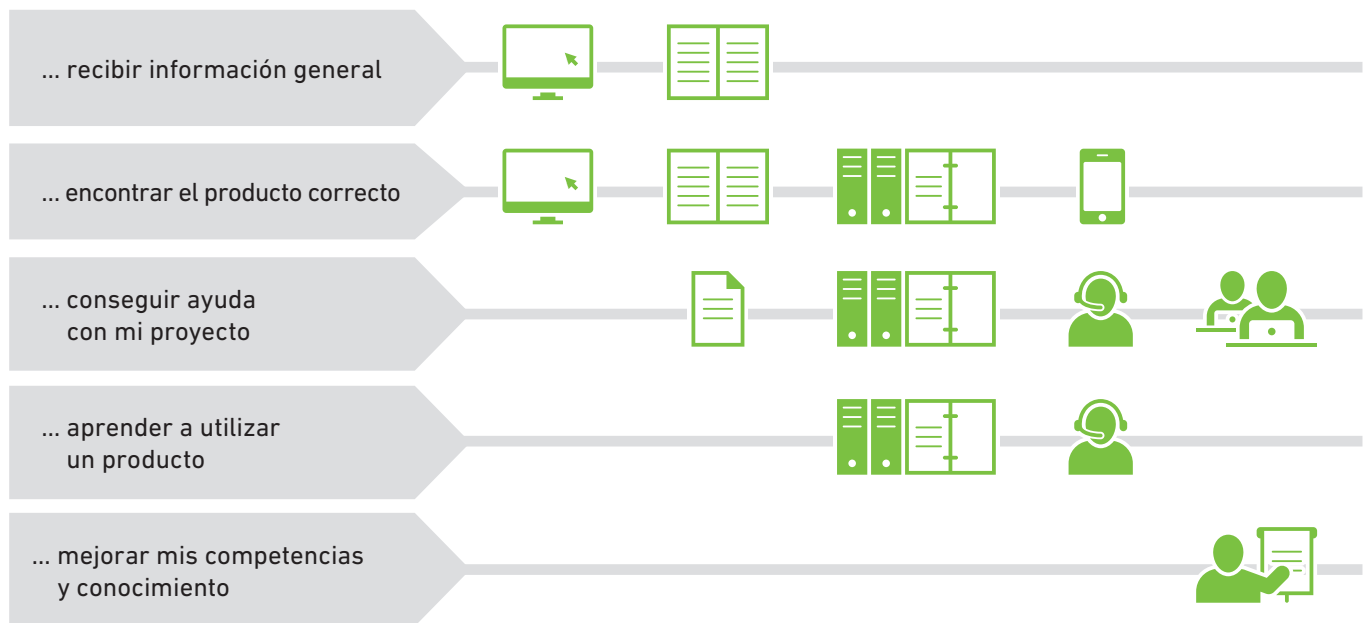 ... recibir información general
... encontrar el producto correcto
... conseguir ayuda
con mi proyecto
... aprender a utilizar
un producto
... mejorar mis competencias
y conocimiento